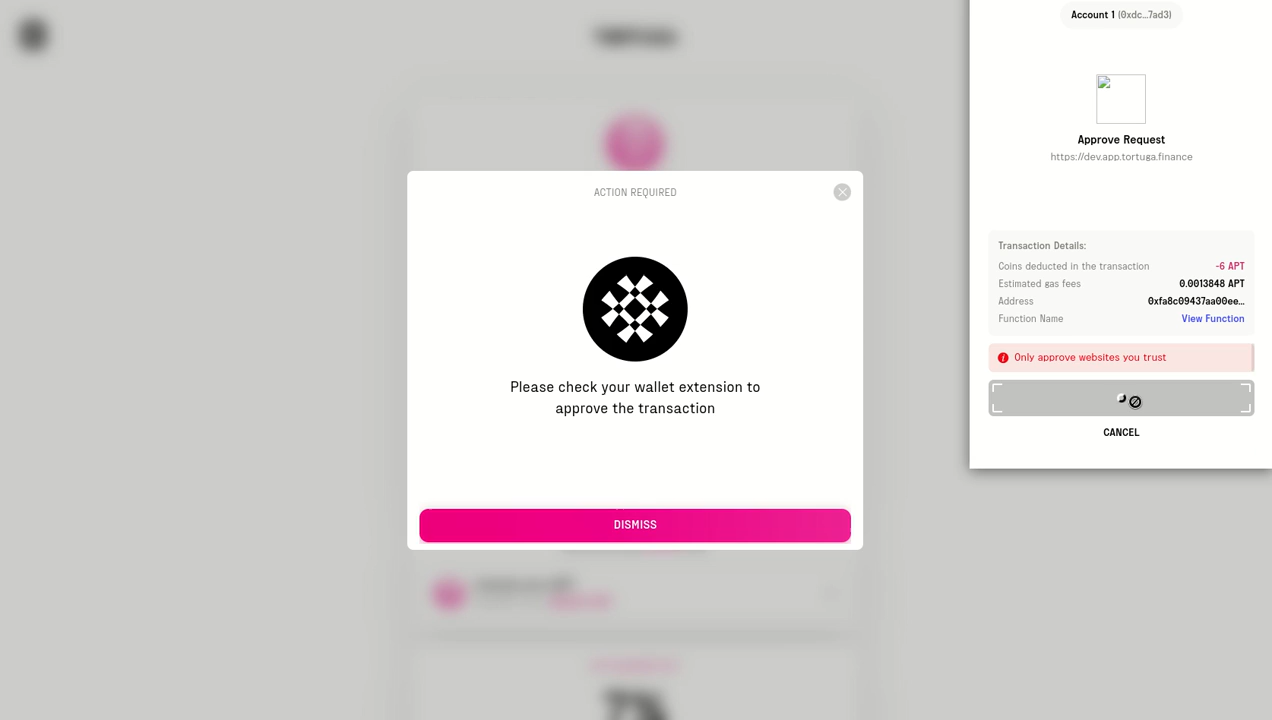 TORTUGA
ACTION REQUIRED
Please check your wallet extension to
approve the transaction
DISMISS
Account 1 (0xdc...7ad3)
Approve Request
https://dev.app.tortuga.finance
Transaction Details:
Coins deducted in the transaction -6 APT
Estimated gas fees 0.0013848 APT
Address 0xfa8c09437aa00ee...
Function Name View Function
Only approve websites you trust
CANCEL